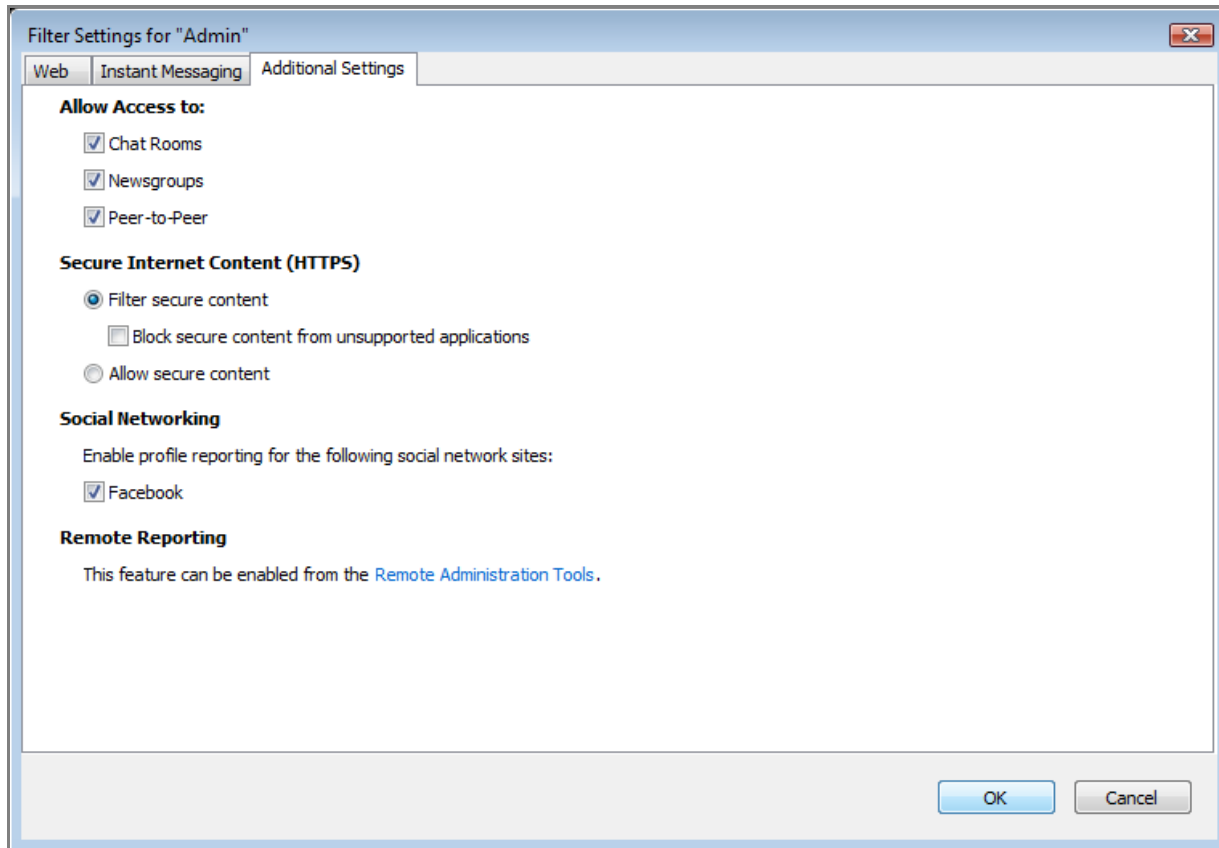 Filter Settings for "Admin"
Web Instant Messaging Additional Settings
Allow Access to:
Chat Rooms
Newsgroups
Peer-to-Peer
Secure Internet Content (HTTPS)
Filter secure content
Block secure content from unsupported applications
Allow secure content
Social Networking
Enable profile reporting for the following social network sites:
Facebook
Remote Reporting
This feature can be enabled from the Remote Administration Tools.
OK Cancel